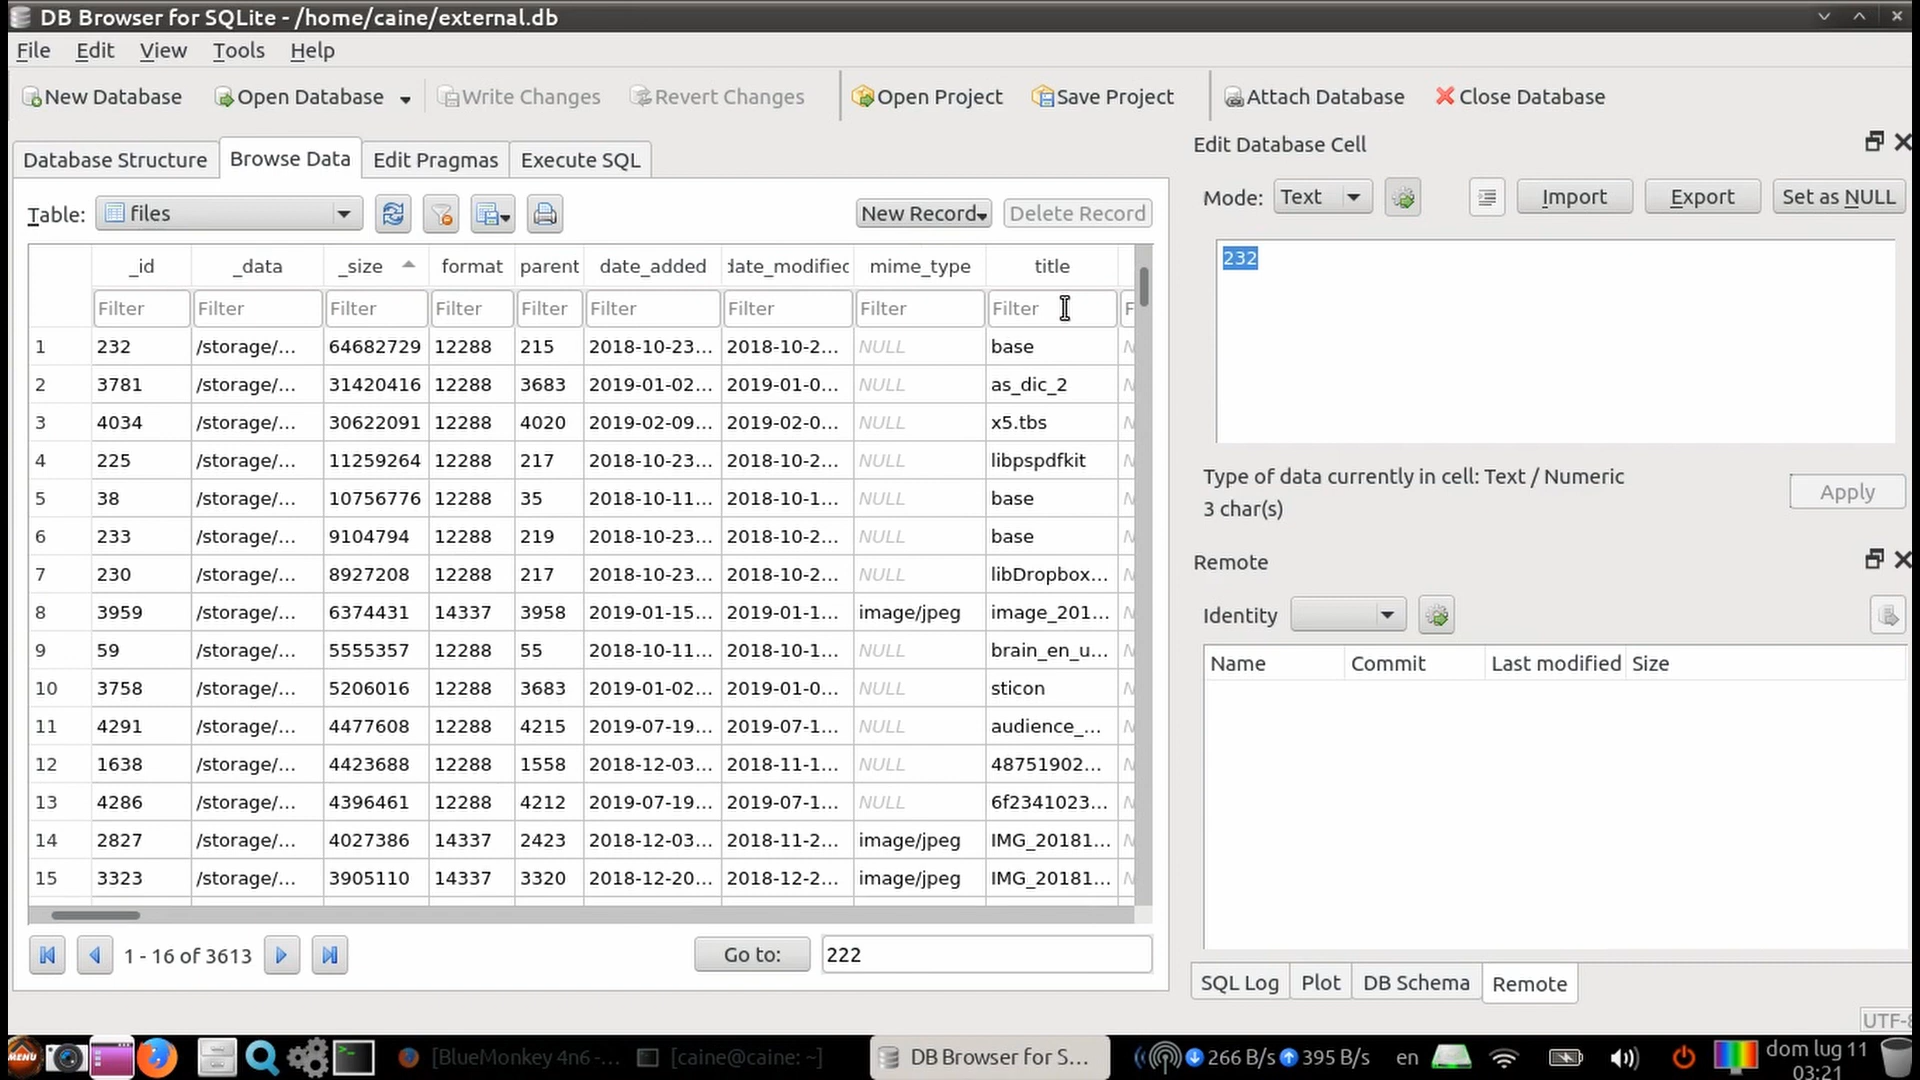 DB Browser for SQLite - /home/caine/external.db
File Edit View Tools Help
New Database Open Database Write Changes Revert Changes Open Project Save Project Attach Database Close Database
Database Structure Browse Data Edit Pragmas Execute SQL
Table: files New Record Delete Record
_id _data _size format parent date_added date_modified mime_type title
Filter Filter Filter Filter Filter Filter Filter Filter Filter F
1 232 /storage/... 64682729 12288 215 2018-10-23... 2018-10-2... NULL base N
2 3781 /storage/... 31420416 12288 3683 2019-01-02... 2019-01-0... NULL as_dic_2 N
3 4034 /storage/... 30622091 12288 4020 2019-02-09... 2019-02-0... NULL x5.tbs N
4 225 /storage/... 11259264 12288 217 2018-10-23... 2018-10-2... NULL libpspdfkit N
5 38 /storage/... 10756776 12288 35 2018-10-11... 2018-10-1... NULL base N
6 233 /storage/... 9104794 12288 219 2018-10-23... 2018-10-2... NULL base N
7 230 /storage/... 8927208 12288 217 2018-10-23... 2018-10-2... NULL libDropbox... N
8 3959 /storage/... 6374431 14337 3958 2019-01-15... 2019-01-1... image/jpeg image_201... N
9 59 /storage/... 5555357 12288 55 2018-10-11... 2018-10-1... NULL brain_en_u... N
10 3758 /storage/... 5206016 12288 3683 2019-01-02... 2019-01-0... NULL sticon N
11 4291 /storage/... 4477608 12288 4215 2019-07-19... 2019-07-1... NULL audience_... N
12 1638 /storage/... 4423688 12288 1558 2018-12-03... 2018-11-1... NULL 48751902... N
13 4286 /storage/... 4396461 12288 4212 2019-07-19... 2019-07-1... NULL 6f2341023... N
14 2827 /storage/... 4027386 14337 2423 2018-12-03... 2018-11-2... image/jpeg IMG_20181... N
15 3323 /storage/... 3905110 14337 3320 2018-12-20... 2018-12-2... image/jpeg IMG_20181... N
1 - 16 of 3613 Go to: 222
Edit Database Cell
Mode: Text Import Export Set as NULL
232
Type of data currently in cell: Text / Numeric
3 char(s)
Apply
Remote
Identity
Name Commit Last modified Size
SQL Log Plot DB Schema Remote
UTF-8
MENU [BlueMonkey 4n6 -... [caine@caine: ~] DB Browser for S... 266 B/s 395 B/s en dom lug 11
03:21